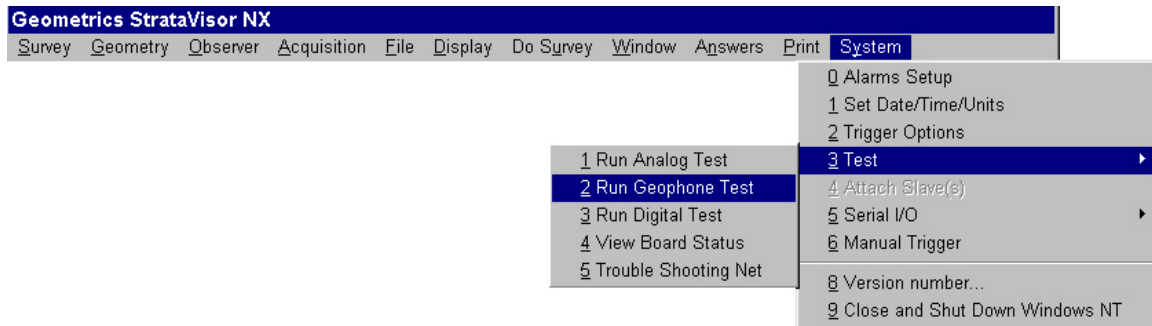 Geometrics StrataVisor NX
Survey Geometry Observer Acquisition File Display Do Survey Window Answers Print System
0 Alarms Setup
1 Set Date/Time/Units
2 Trigger Options
3 Test
4 Attach Slave(s)
5 Serial I/O
6 Manual Trigger
8 Version number...
9 Close and Shut Down Windows NT
1 Run Analog Test
2 Run Geophone Test
3 Run Digital Test
4 View Board Status
5 Trouble Shooting Net